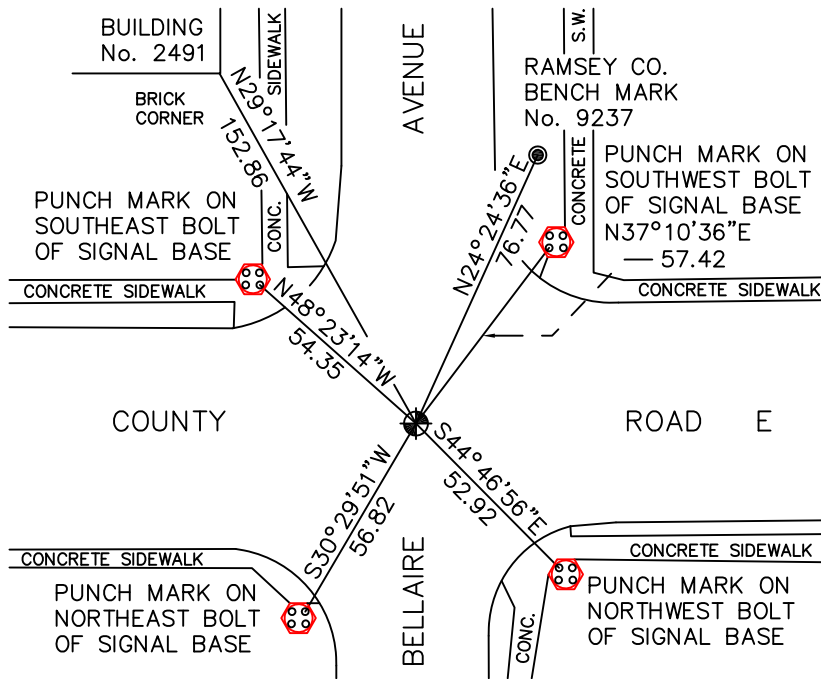 BUILDING
No. 2491
SIDEWALK
AVENUE
S.W.
RAMSEY CO.
BENCH MARK
No. 9237
BRICK
CORNER
N29°17'44"W
152.86
CONC.
PUNCH MARK ON
SOUTHEAST BOLT
OF SIGNAL BASE
CONCRETE
PUNCH MARK ON
SOUTHWEST BOLT
OF SIGNAL BASE
N37°10'36"E
57.42
N24°24'36"E
76.77
CONCRETE SIDEWALK
CONCRETE SIDEWALK
N48°23'14"W
54.35
COUNTY
ROAD E
S44°46'56"E
52.92
S30°29'51"W
56.82
CONCRETE SIDEWALK
CONCRETE SIDEWALK
BELLAIRE
PUNCH MARK ON
NORTHEAST BOLT
OF SIGNAL BASE
CONC.
PUNCH MARK ON
NORTHWEST BOLT
OF SIGNAL BASE